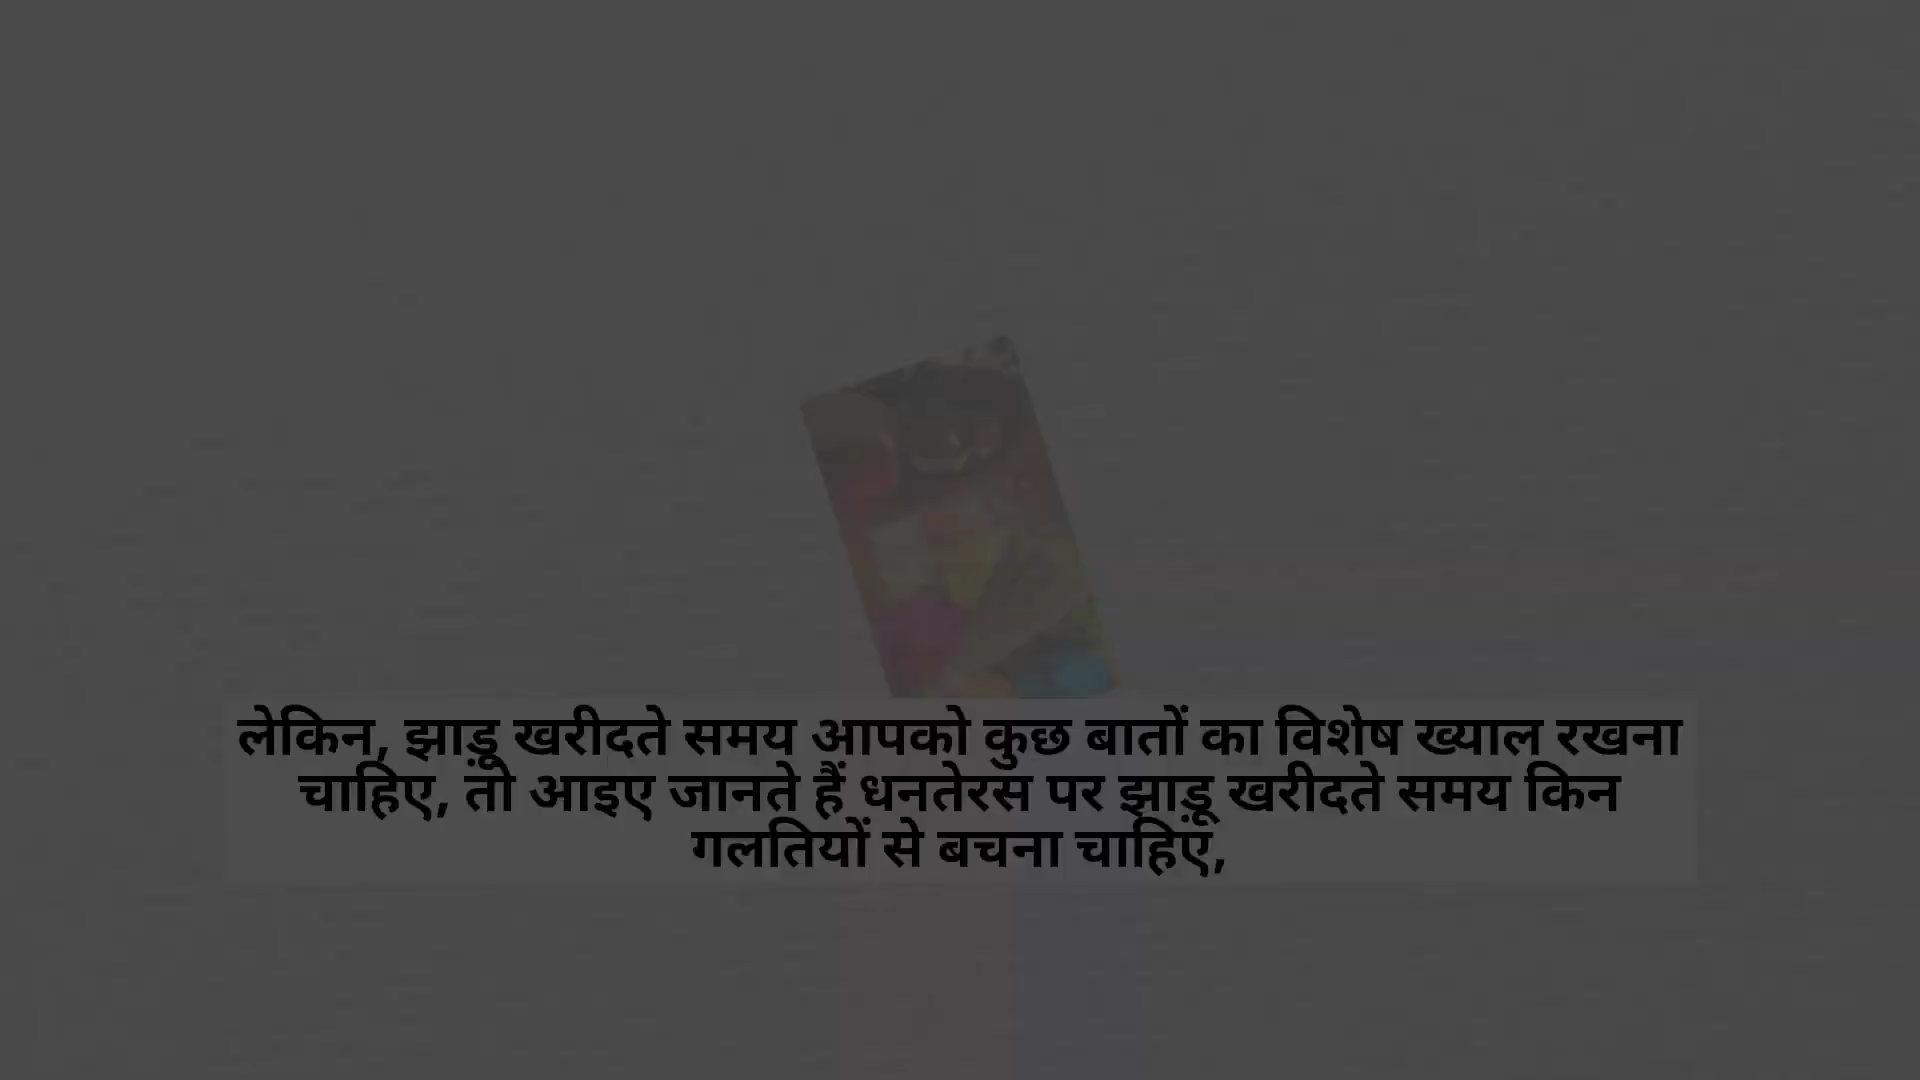 लेकिन, झाड़ू खरीदते समय आपको कुछ बातों का विशेष ख्याल रखना
चाहिए, तो आइए जानते हैं धनतेरस पर झाड़ू खरीदते समय किन
गलतियों से बचना चाहिए,